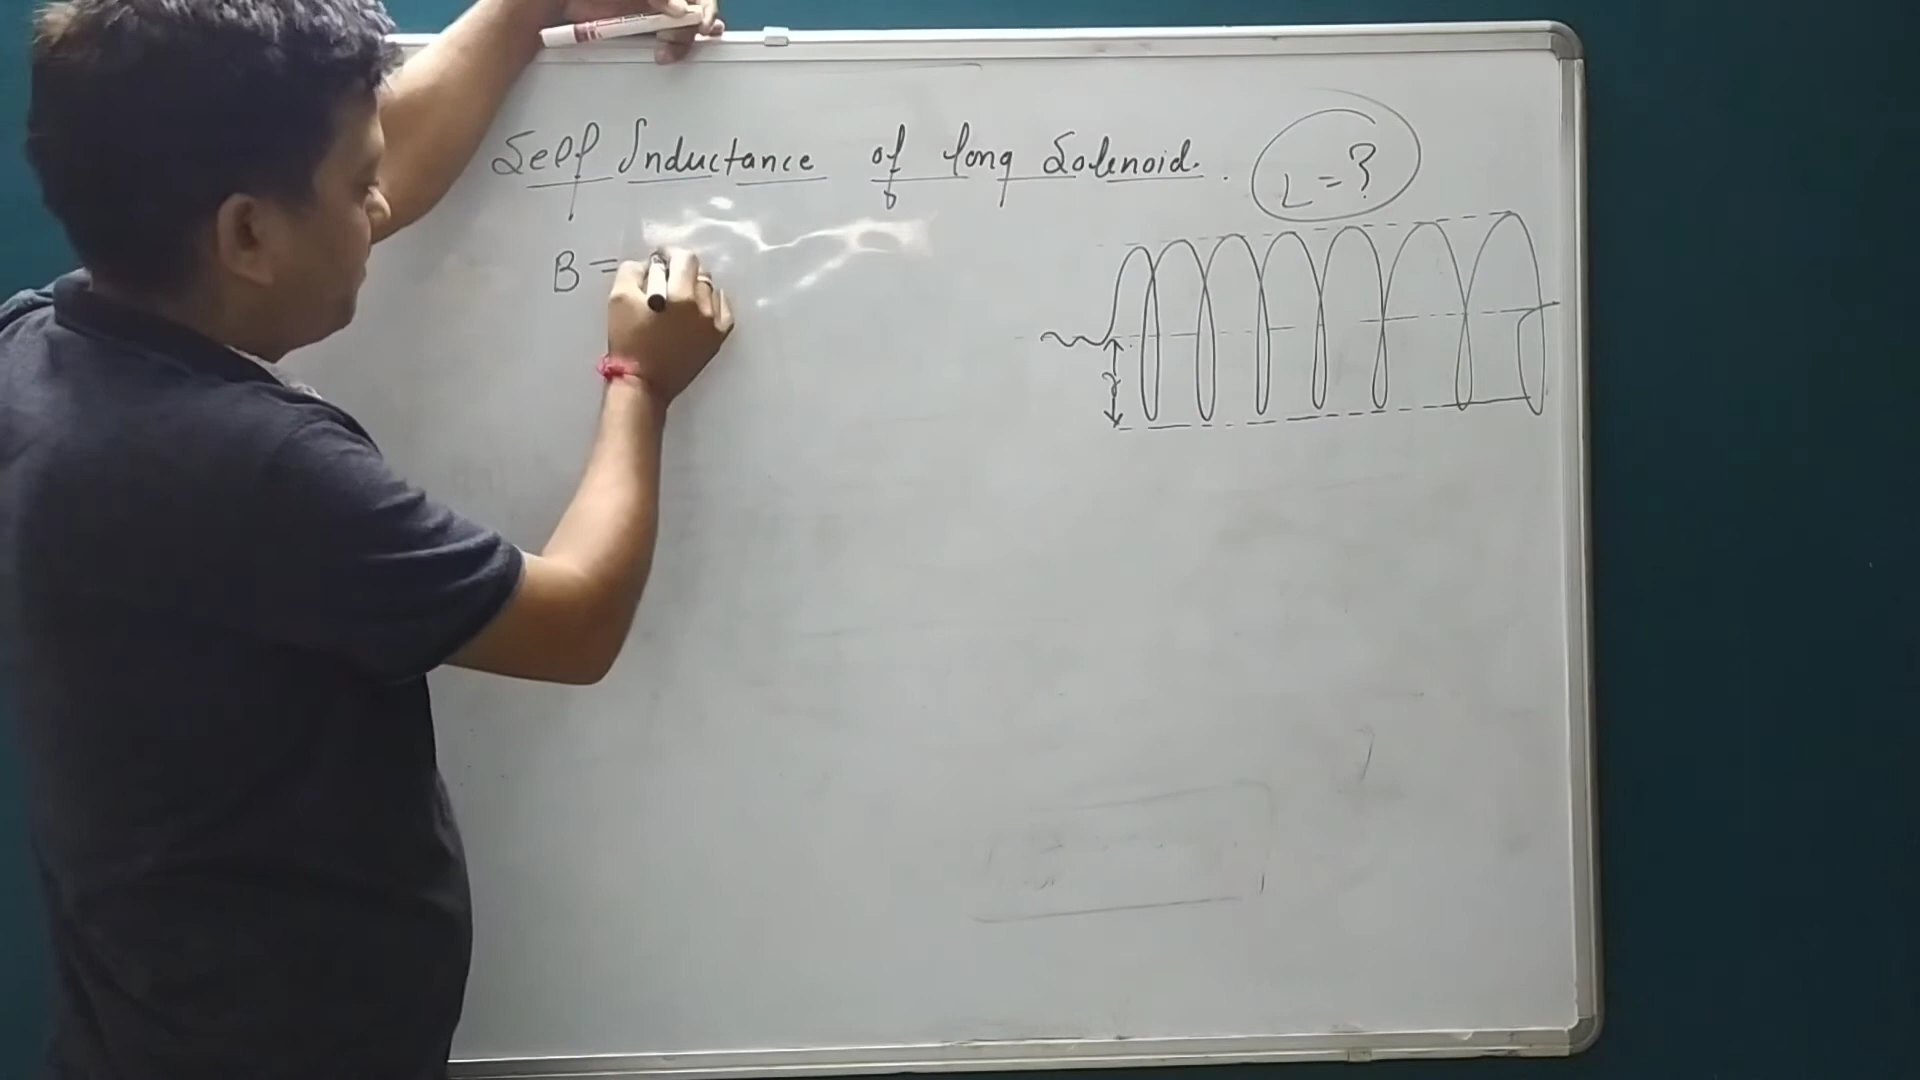 Self Inductance of long Solenoid.
L = ?
B =
r